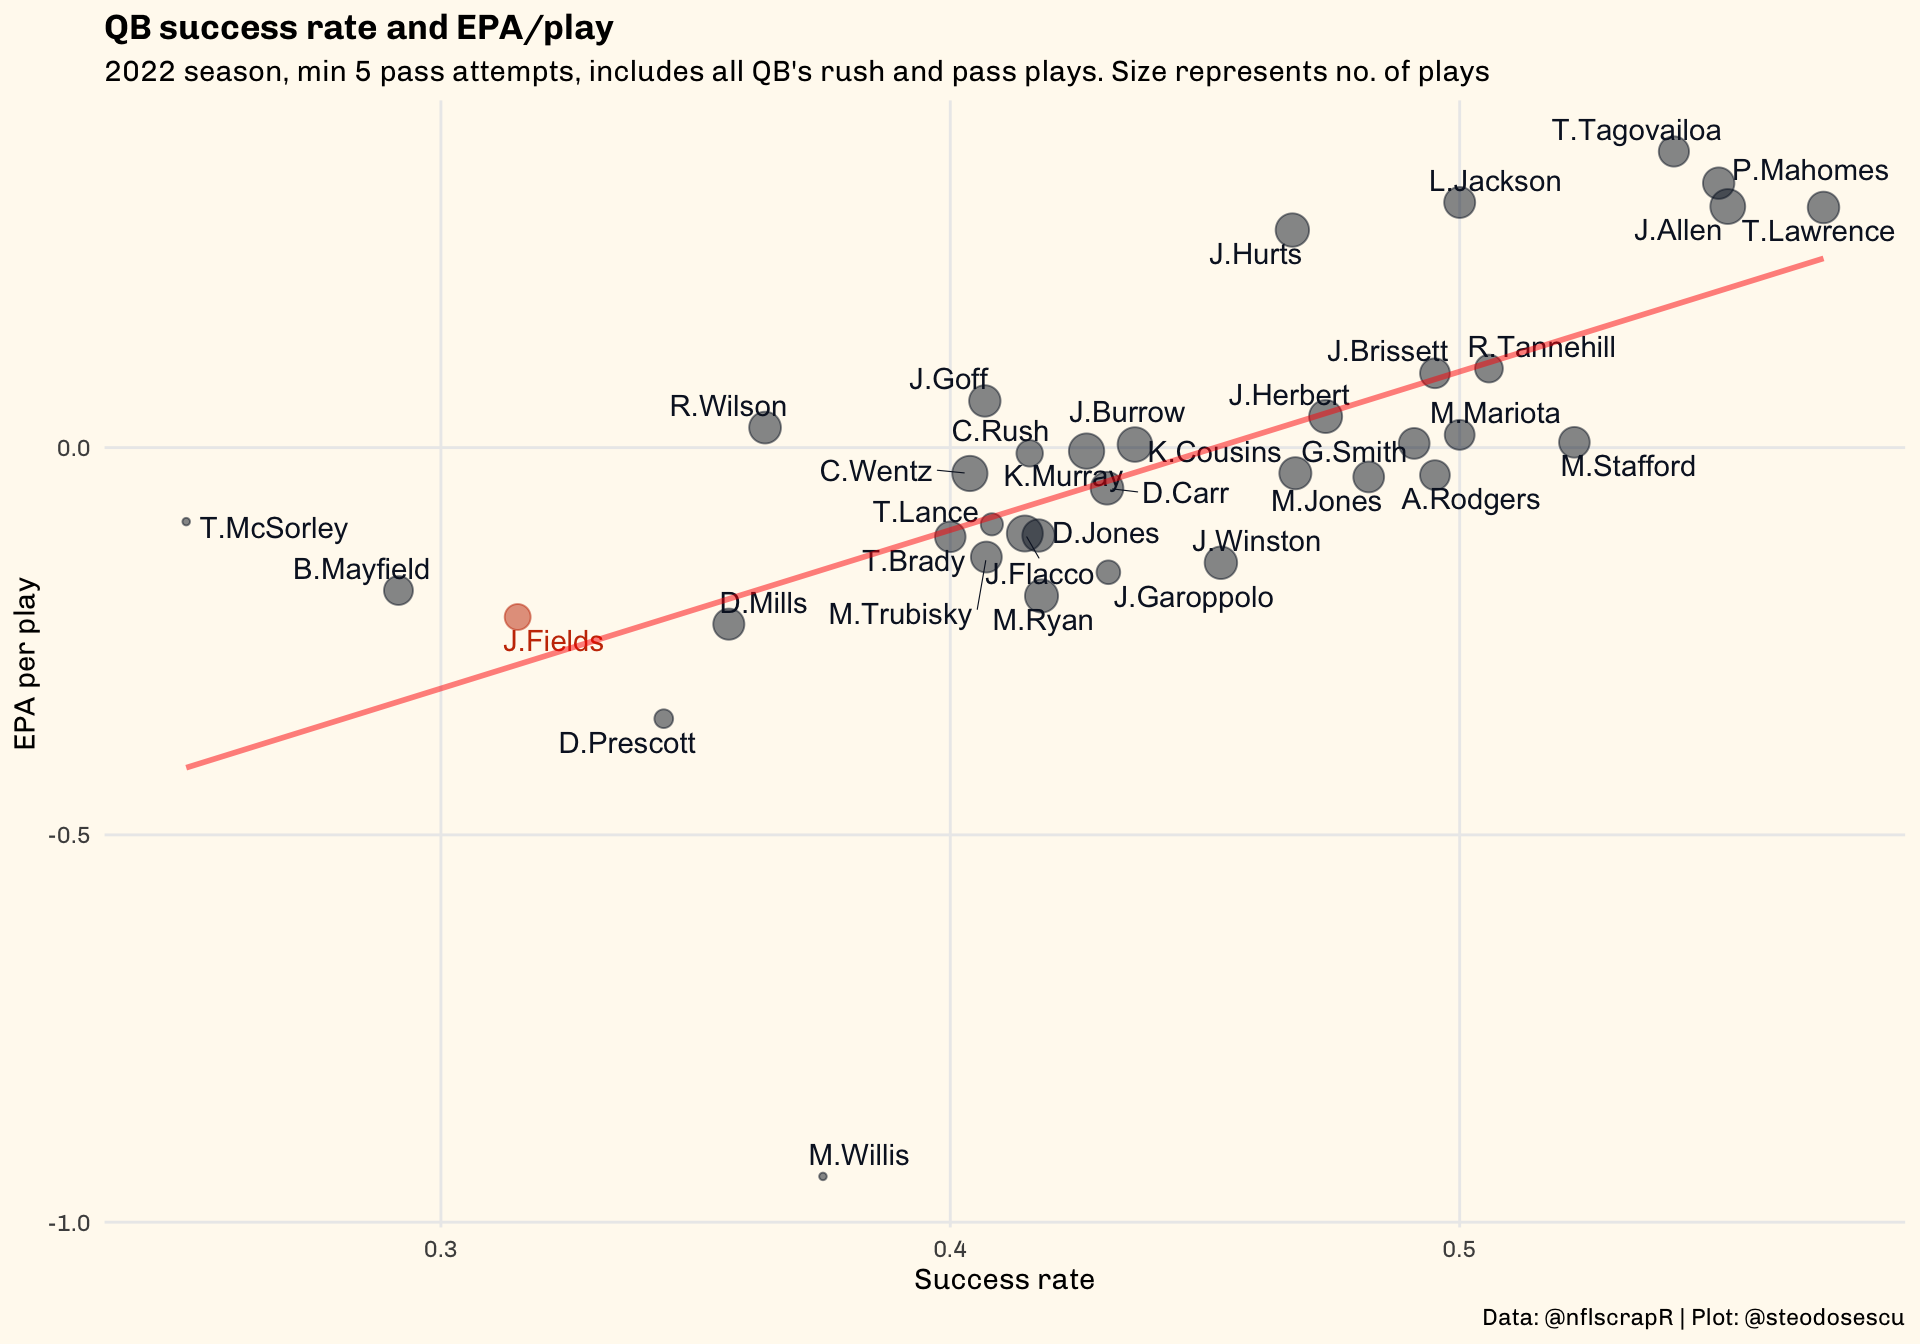 QB success rate and EPA/play
2022 season, min 5 pass attempts, includes all QB's rush and pass plays. Size represents no. of plays
T.Tagovailoa
P.Mahomes
L.Jackson
J.Allen
T.Lawrence
J.Hurts
J.Brissett
R.Tannehill
J.Goff
J.Herbert
R.Wilson
J.Burrow
M.Mariota
C.Rush
0.0
K.Cousins
G.Smith
M.Stafford
C.Wentz
K.Murray
D.Carr
M.Jones
A.Rodgers
T.Lance
T.McSorley
D.Jones
J.Winston
T.Brady
B.Mayfield
J.Flacco
J.Garoppolo
D.Mills
M.Trubisky
M.Ryan
J.Fields
EPA per play
D.Prescott
-0.5
M.Willis
-1.0
0.3
0.4
0.5
Success rate
Data: @nflscrapR | Plot: @steodosescu